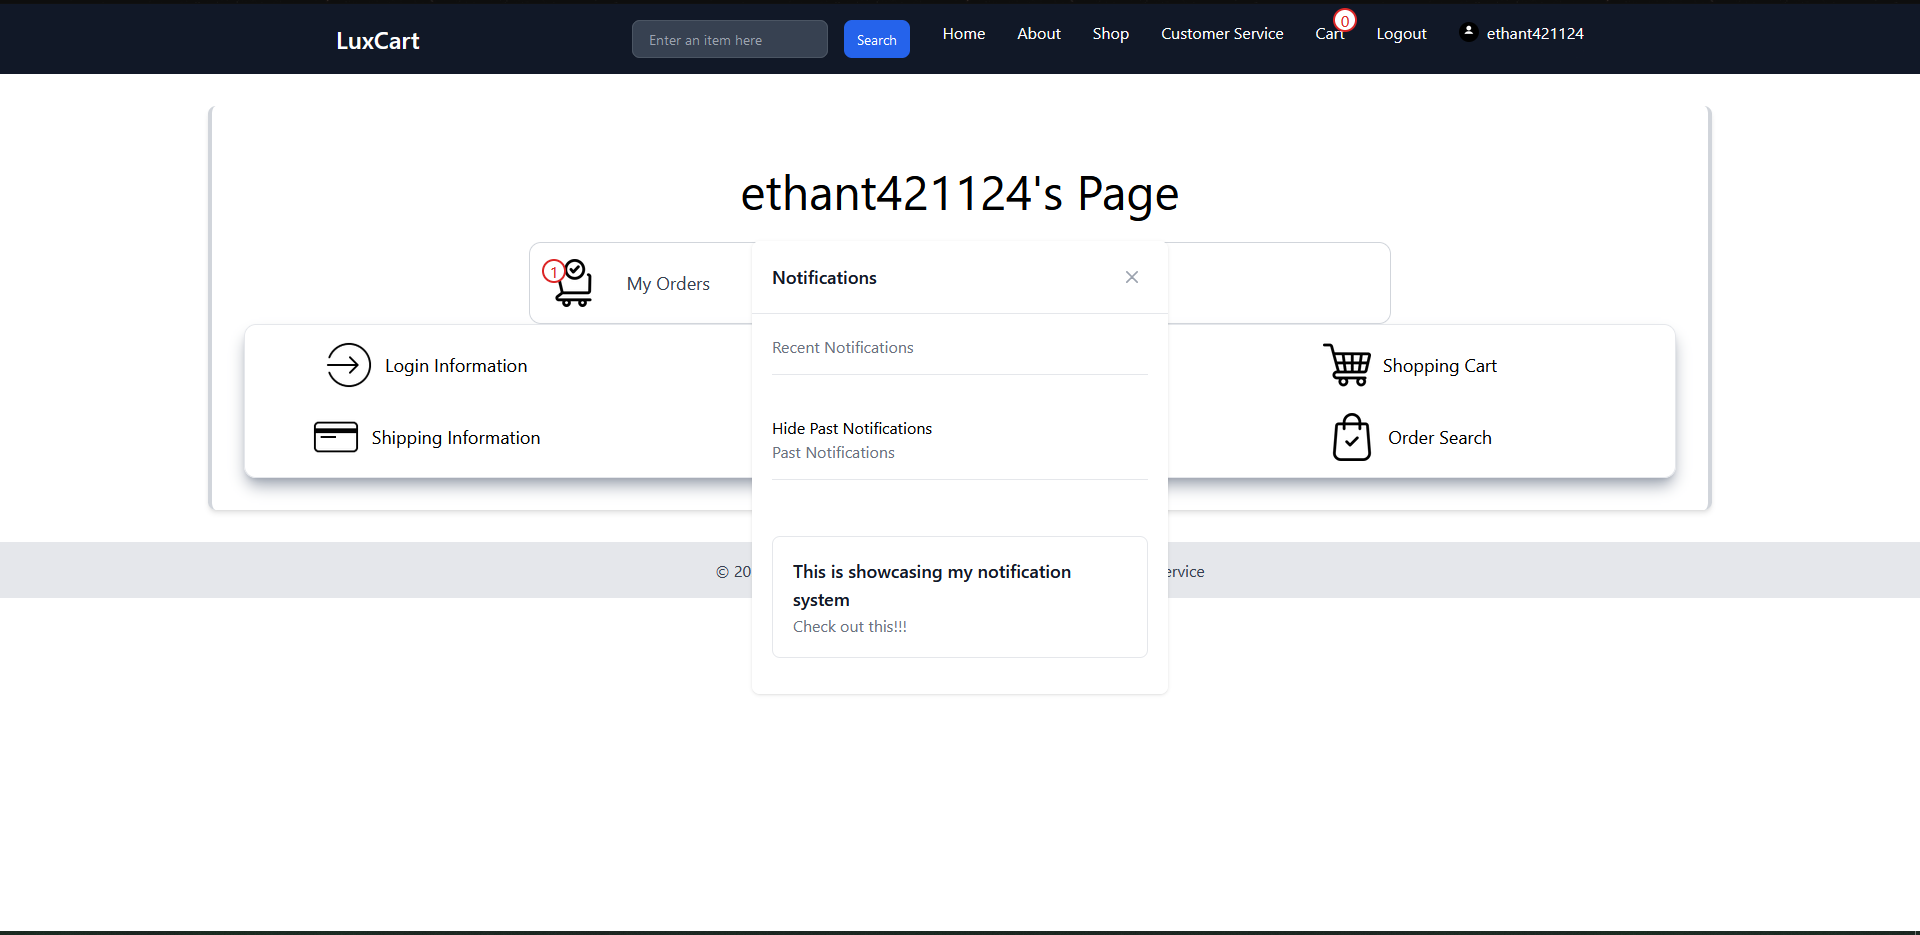 LuxCart
Enter an item here
Search
Home
About
Shop
Customer Service
Cart
0
Logout
ethant421124
ethant421124's Page
1
My Orders
Notifications
Recent Notifications
Hide Past Notifications
Past Notifications
This is showcasing my notification
system
Check out this!!!
Login Information
Shipping Information
Shopping Cart
Order Search
© 20
ervice